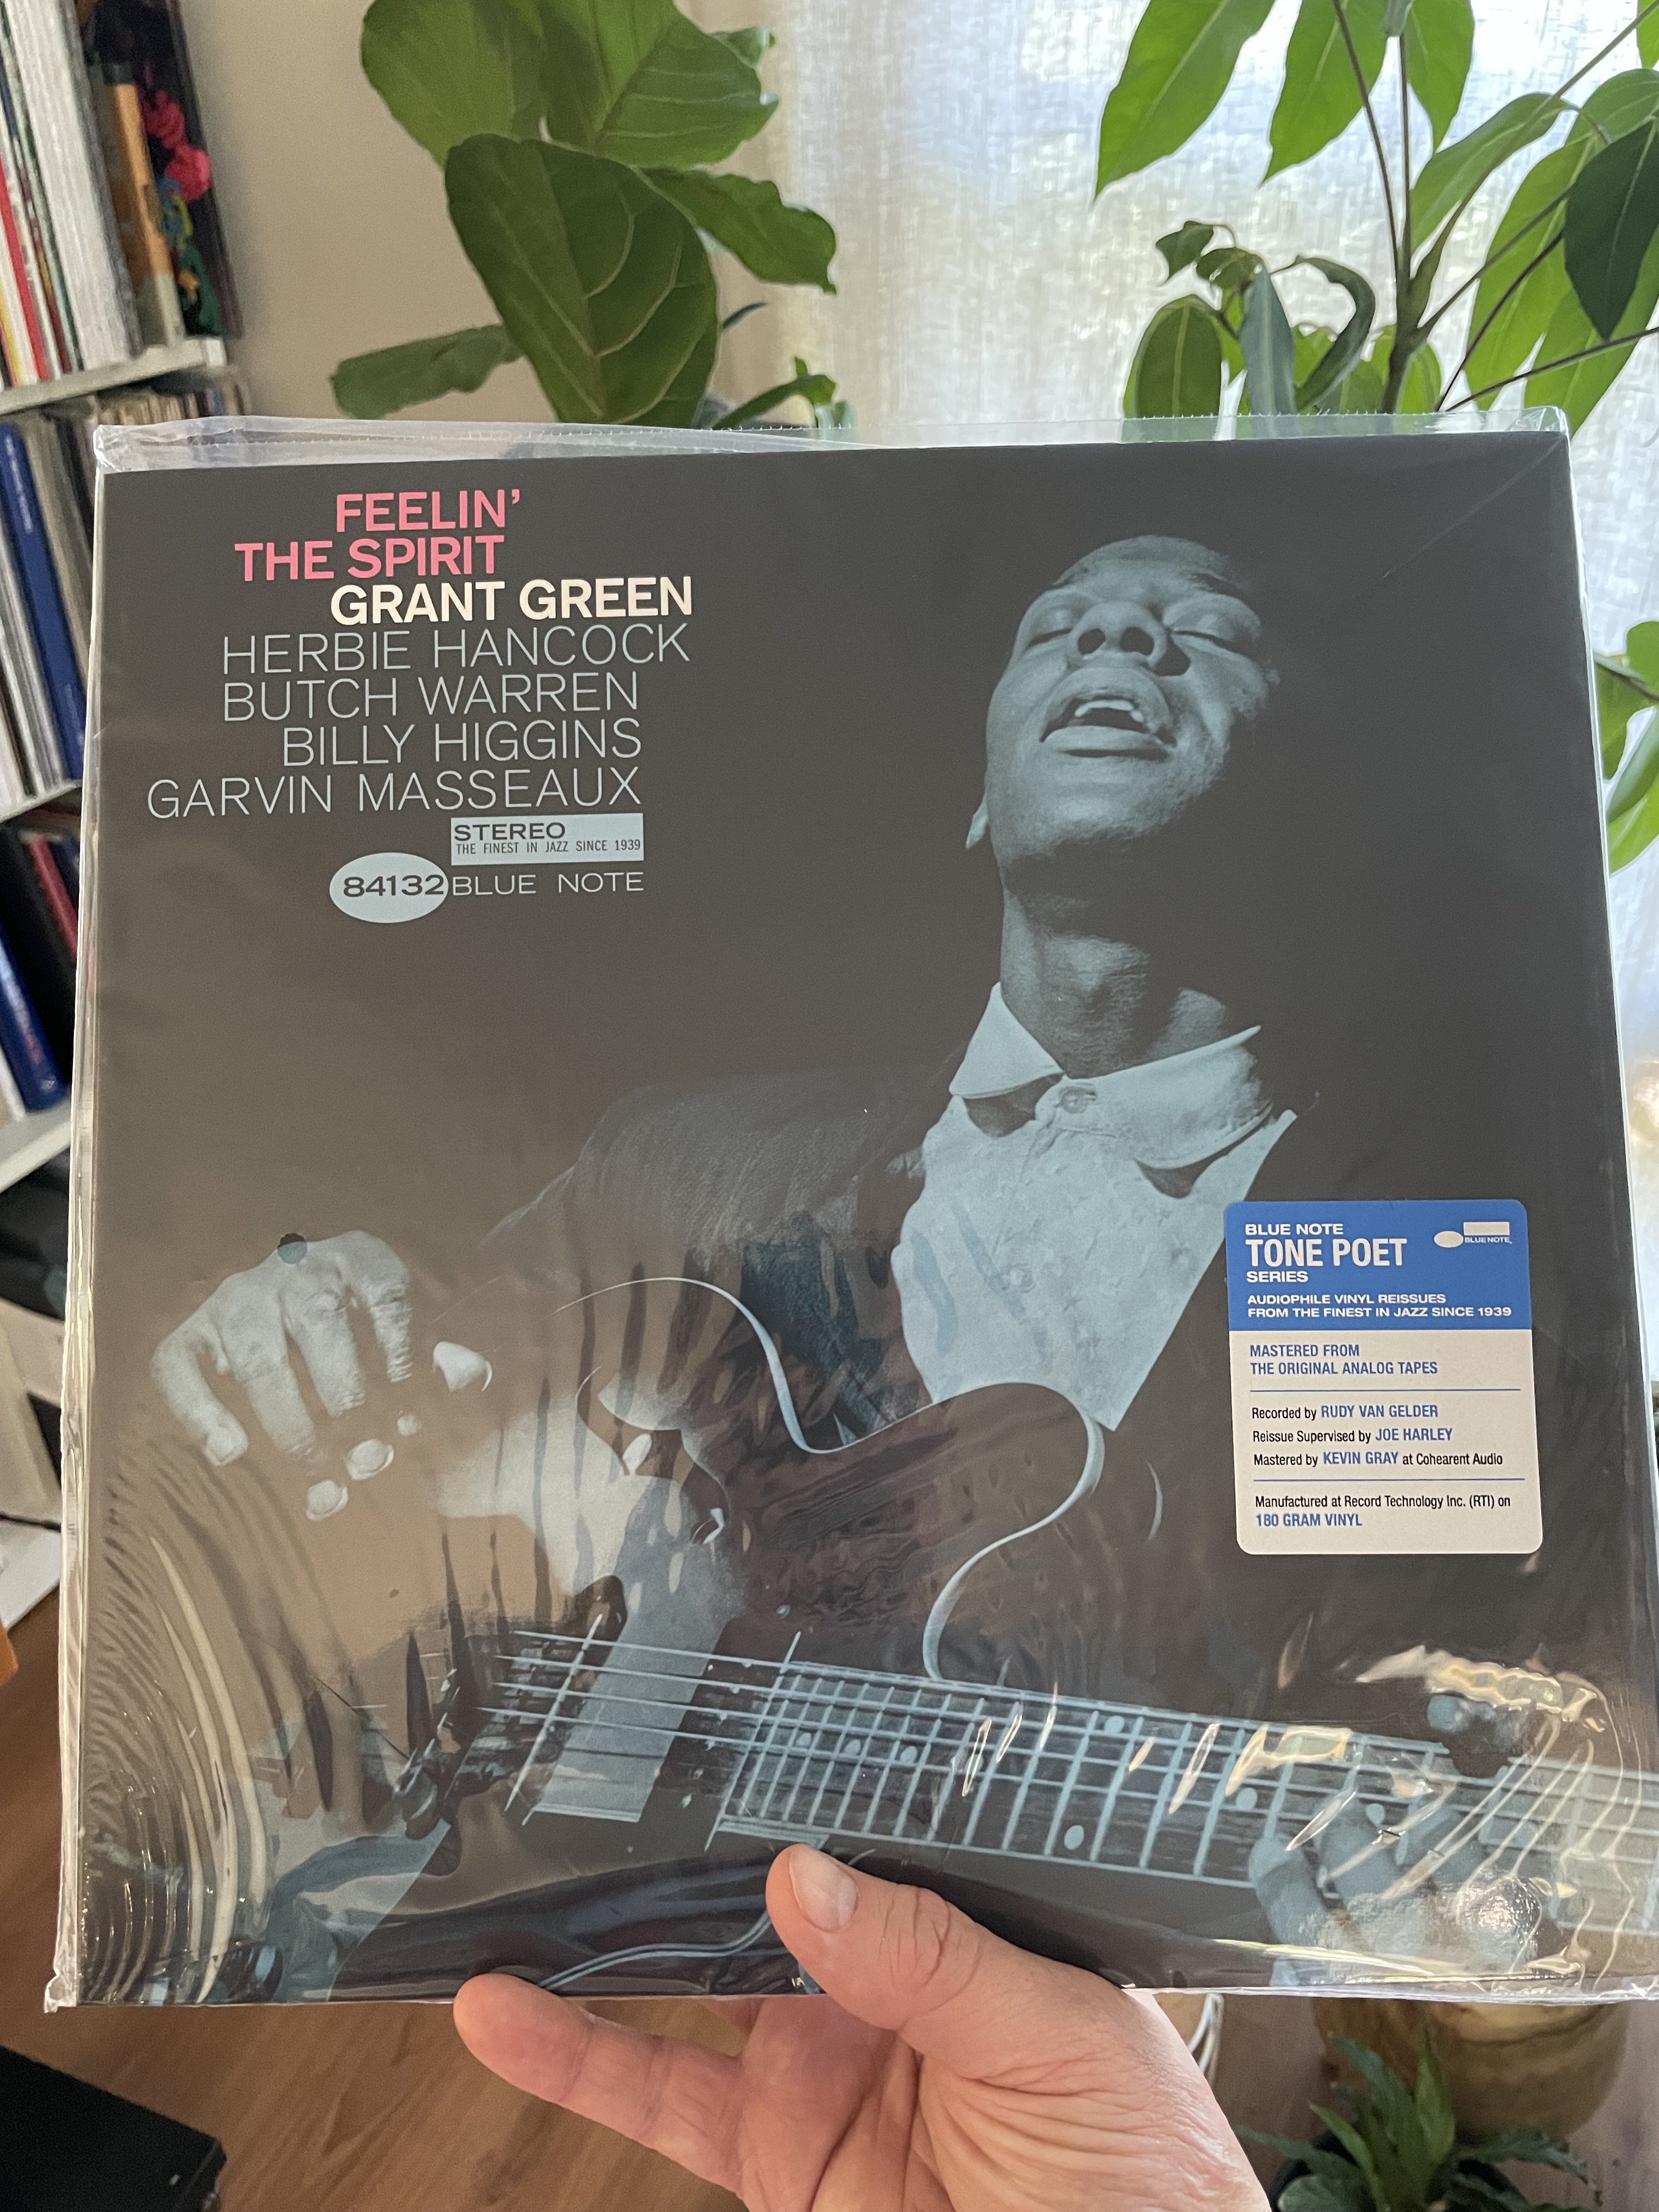 FEELIN'
THE SPIRIT
GRANT GREEN
HERBIE HANCOCK
BUTCH WARREN
BILLY HIGGINS
GARVIN MASSEAUX
STEREO
THE FINEST IN JAZZ SINCE 1939
84132 BLUE NOTE
BLUE NOTE
TONE POET
SERIES
BLUE NOTE
AUDIOPHILE VINYL REISSUES
FROM THE FINEST IN JAZZ SINCE 1939
MASTERED FROM
THE ORIGINAL ANALOG TAPES
Recorded by RUDY VAN GELDER
Reissue Supervised by JOE HARLEY
Mastered by KEVIN GRAY at Cohearent Audio
Manufactured at Record Technology Inc. (RTI) on
180 GRAM VINYL